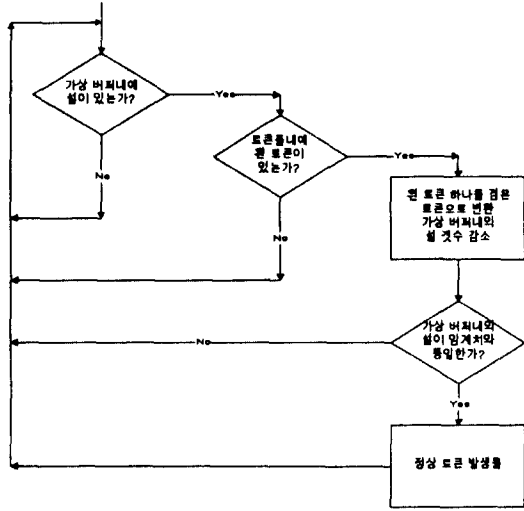 가상 버퍼내에
셀이 있는가?
Yes
토큰풀내에
흰 토큰이
있는가?
Yes
No
흰 토큰 하나를 검은
토큰으로 변환
가상 버퍼내의
셀 갯수 감소
No
가상 버퍼내의
셀이 임계치와
동일한가?
No
Yes
정상 토큰 발생율